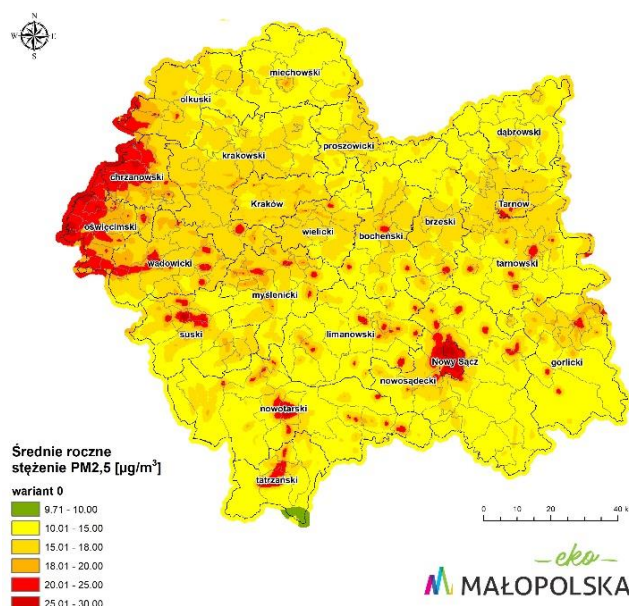 N
W
E
S
miechowski
olkuski
dąbrowski
proszowicki
krakowski
chrzanowski
Kraków
Tarnów
oświęcimski
wielicki
bocheński
brzeski
wadowicki
tarnowski
myślenicki
suski
limanowski
Nowy Sącz
gorlicki
nowosądecki
nowotarski
tatrzański
Średnie roczne
stężenie PM2,5 [µg/m³]
wariant 0
9.71 - 10.00
10.01 - 15.00
15.01 - 18.00
18.01 - 20.00
20.01 - 25.00
25.01 - 30.00
0 10 20 40 k
eko
MAŁOPOLSKA